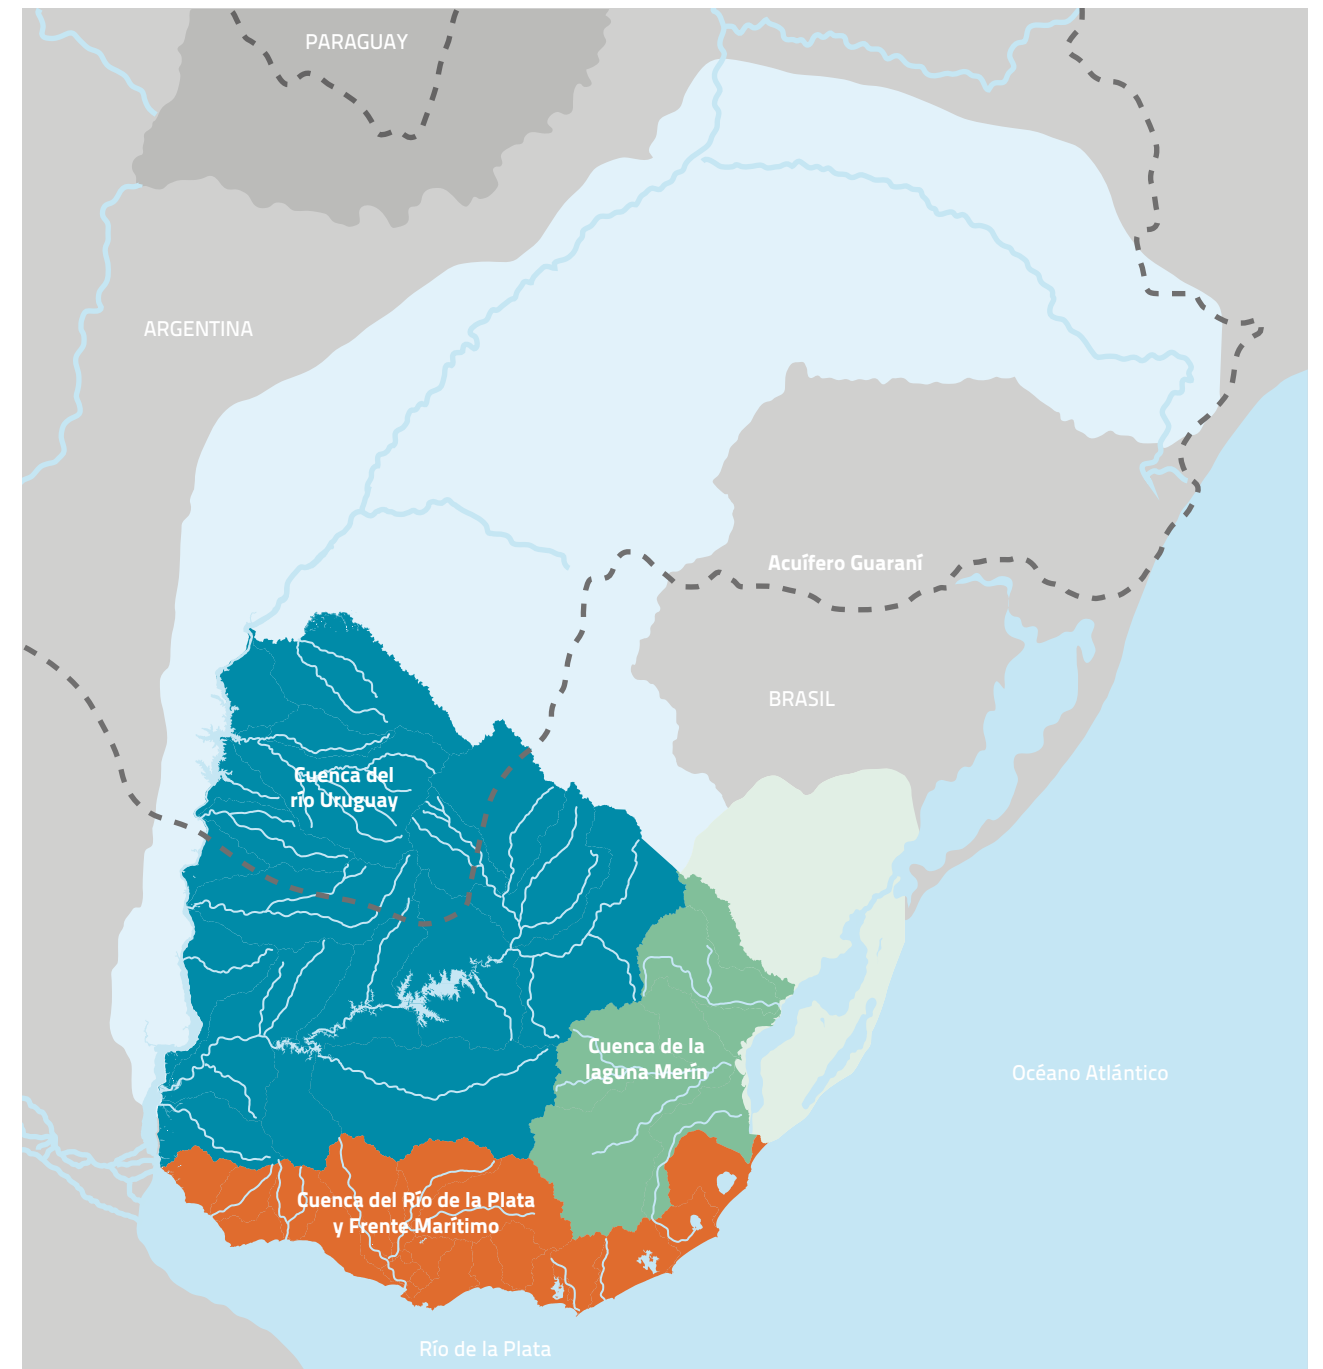 PARAGUAY
ARGENTINA
Acuífero Guaraní
BRASIL
Cuenca del
río Uruguay
Cuenca de la
laguna Merín
Océano Atlántico
Cuenca del Río de la Plata
y Frente Marítimo
Río de la Plata